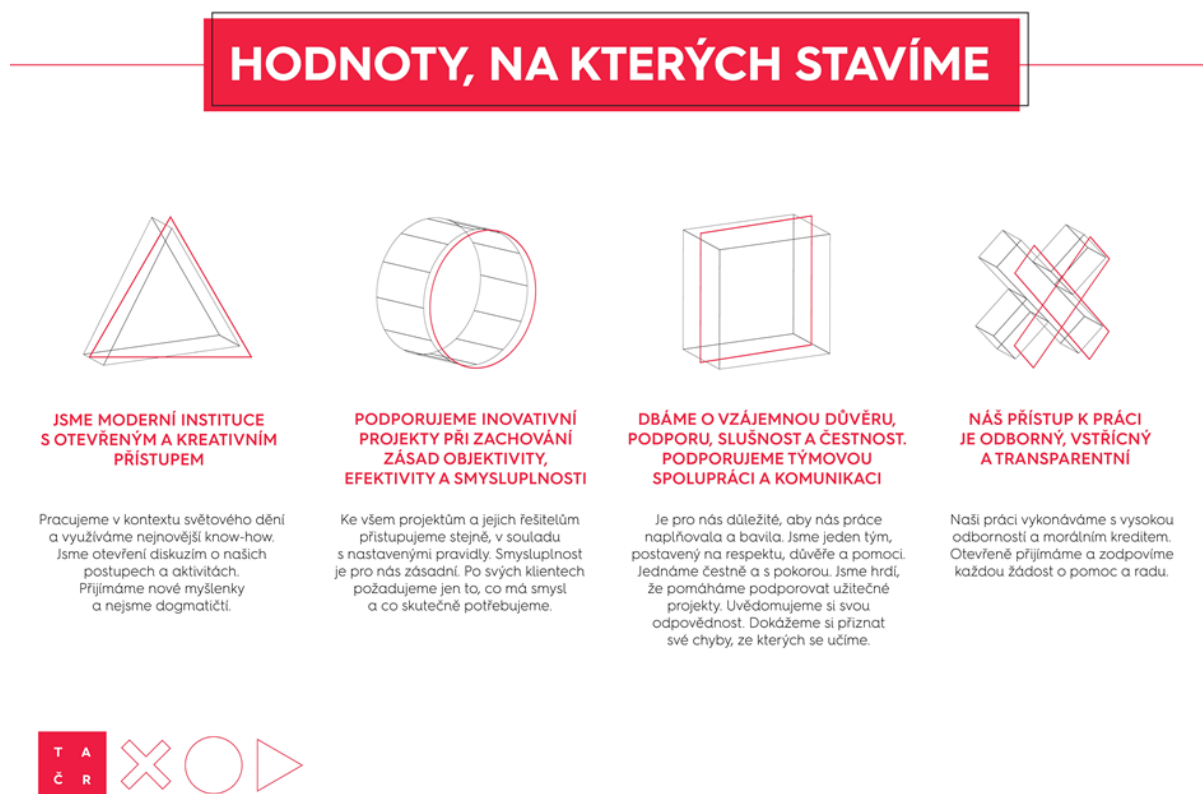 HODNOTY, NA KTERÝCH STAVÍME
JSME MODERNÍ INSTITUCE
S OTEVŘENÝM A KREATIVNÍM
PŘÍSTUPEM
Pracujeme v kontextu světového dění
a využíváme nejnovější know-how.
Jsme otevření diskuzím o našich
postupech a aktivitách.
Přijímáme nové myšlenky
a nejsme dogmatičtí.
PODPORUJEME INOVATIVNÍ
PROJEKTY PŘI ZACHOVÁNÍ
ZÁSAD OBJEKTIVITY,
EFEKTIVITY A SMYSLUPLNOSTI
Ke všem projektům a jejich řešitelům
přistupujeme stejně, v souladu
s nastavenými pravidly. Smysluplnost
je pro nás zásadní. Po svých klientech
požadujeme jen to, co má smysl
a co skutečně potřebujeme.
DBÁME O VZÁJEMNOU DŮVĚRU,
PODPORU, SLUŠNOST A ČESTNOST.
PODPORUJEME TÝMOVOU
SPOLUPRÁCI A KOMUNIKACI
Je pro nás důležité, aby nás práce
naplňovala a bavila. Jsme jeden tým,
postavený na respektu, důvěře a pomoci.
Jednáme čestně a s pokorou. Jsme hrdí,
že pomáháme podporovat užitečné
projekty. Uvědomujeme si svou
odpovědnost. Dokážeme si přiznat
své chyby, ze kterých se učíme.
NÁŠ PŘÍSTUP K PRÁCI
JE ODBORNÝ, VSTŘÍCNÝ
A TRANSPARENTNÍ
Naši práci vykonáváme s vysokou
odborností a morálním kreditem.
Otevřeně přijímáme a zodpovíme
každou žádost o pomoc a radu.
T A
Č R